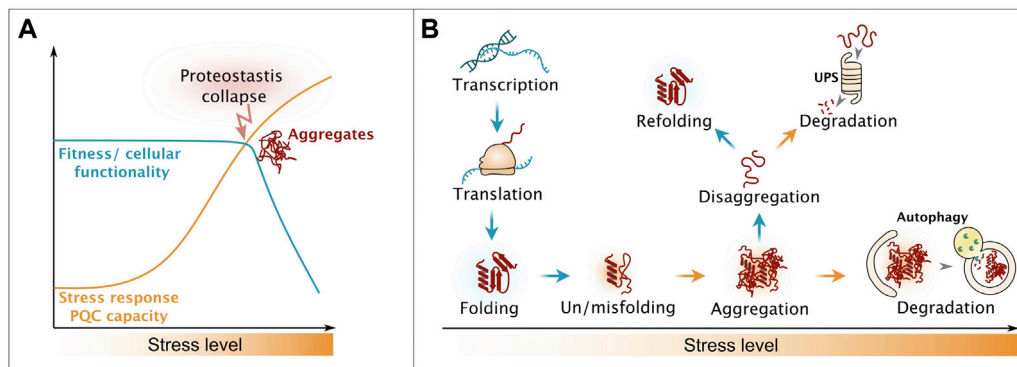 A
Proteostastis
collapse
Aggregates
Fitness/ cellular
functionality
Stress response
PQC capacity
Stress level
B
Transcription
Translation
Folding
Un/misfolding
Aggregation
Disaggregation
Refolding
UPS
Degradation
Autophagy
Degradation
Stress level